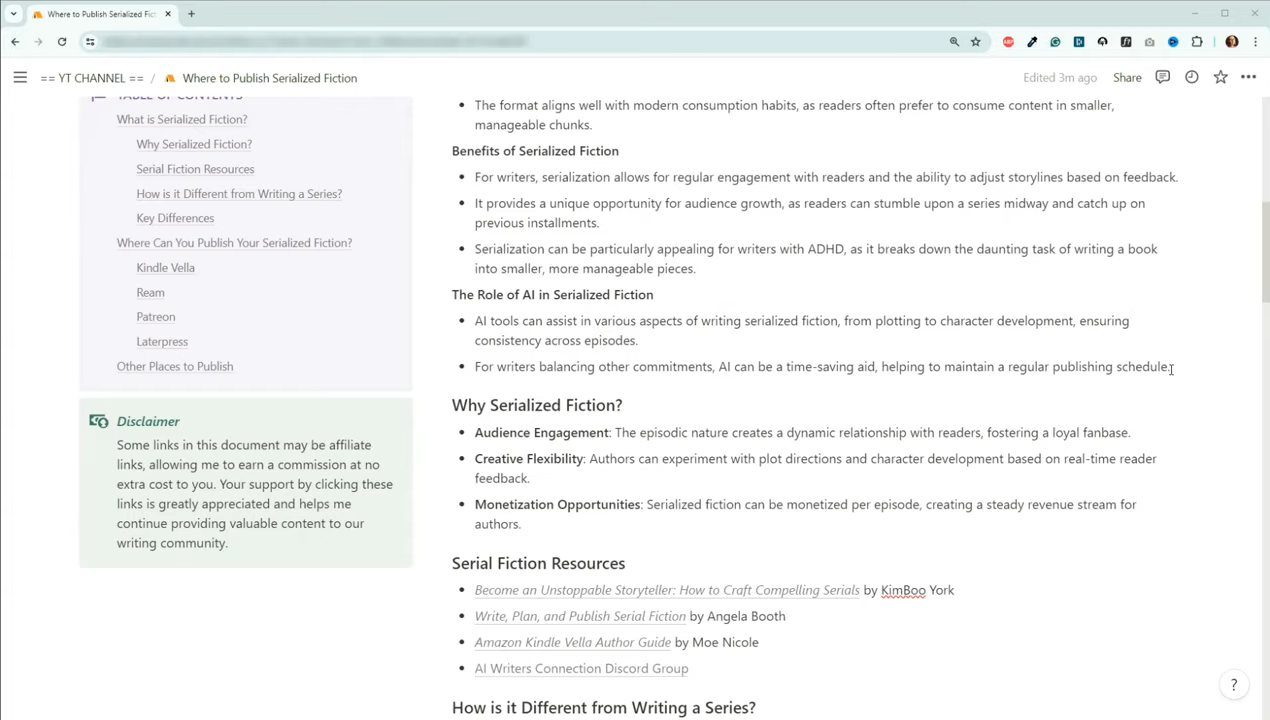 Where to Publish Serialized Fic
== YT CHANNEL == / Where to Publish Serialized Fiction
Edited 3m ago Share
What is Serialized Fiction?
Why Serialized Fiction?
Serial Fiction Resources
How is it Different from Writing a Series?
Key Differences
Where Can You Publish Your Serialized Fiction?
Kindle Vella
Ream
Patreon
Laterpress
Other Places to Publish
Disclaimer
Some links in this document may be affiliate
links, allowing me to earn a commission at no
extra cost to you. Your support by clicking these
links is greatly appreciated and helps me
continue providing valuable content to our
writing community.
The format aligns well with modern consumption habits, as readers often prefer to consume content in smaller,
manageable chunks.
Benefits of Serialized Fiction
For writers, serialization allows for regular engagement with readers and the ability to adjust storylines based on feedback.
It provides a unique opportunity for audience growth, as readers can stumble upon a series midway and catch up on
previous installments.
Serialization can be particularly appealing for writers with ADHD, as it breaks down the daunting task of writing a book
into smaller, more manageable pieces.
The Role of AI in Serialized Fiction
AI tools can assist in various aspects of writing serialized fiction, from plotting to character development, ensuring
consistency across episodes.
For writers balancing other commitments, AI can be a time-saving aid, helping to maintain a regular publishing schedule.
Why Serialized Fiction?
Audience Engagement: The episodic nature creates a dynamic relationship with readers, fostering a loyal fanbase.
Creative Flexibility: Authors can experiment with plot directions and character development based on real-time reader
feedback.
Monetization Opportunities: Serialized fiction can be monetized per episode, creating a steady revenue stream for
authors.
Serial Fiction Resources
Become an Unstoppable Storyteller: How to Craft Compelling Serials by KimBoo York
Write, Plan, and Publish Serial Fiction by Angela Booth
Amazon Kindle Vella Author Guide by Moe Nicole
AI Writers Connection Discord Group
How is it Different from Writing a Series?
?